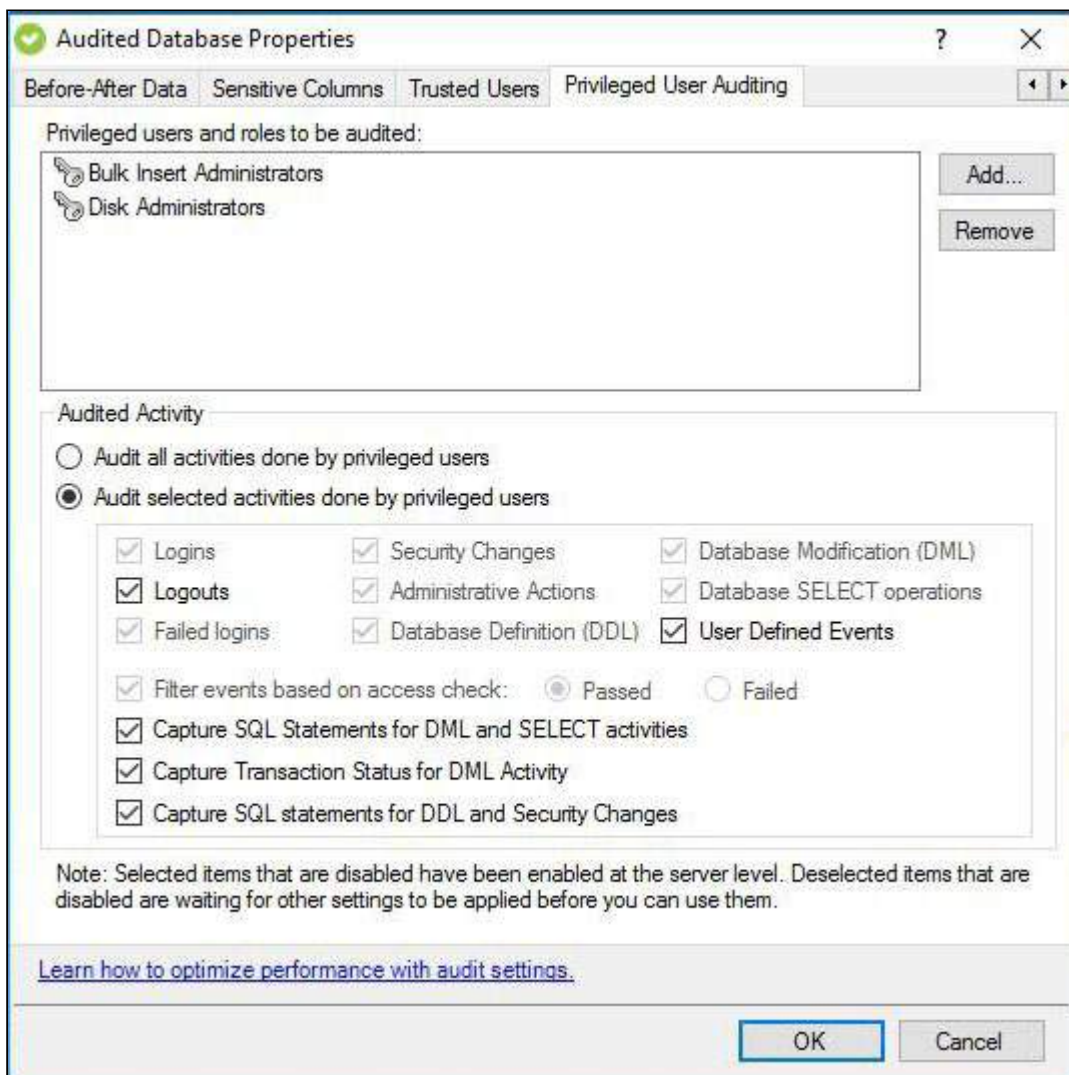 Audited Database Properties
?
Before-After Data Sensitive Columns Trusted Users Privileged User Auditing
Privileged users and roles to be audited:
Bulk Insert Administrators
Disk Administrators
Add...
Remove
Audited Activity
Audit all activities done by privileged users
Audit selected activities done by privileged users
Logins Security Changes Database Modification (DML)
Logouts Administrative Actions Database SELECT operations
Failed logins Database Definition (DDL) User Defined Events
Filter events based on access check: Passed Failed
Capture SQL Statements for DML and SELECT activities
Capture Transaction Status for DML Activity
Capture SQL statements for DDL and Security Changes
Note: Selected items that are disabled have been enabled at the server level. Deselected items that are
disabled are waiting for other settings to be applied before you can use them.
Learn how to optimize performance with audit settings.
OK Cancel